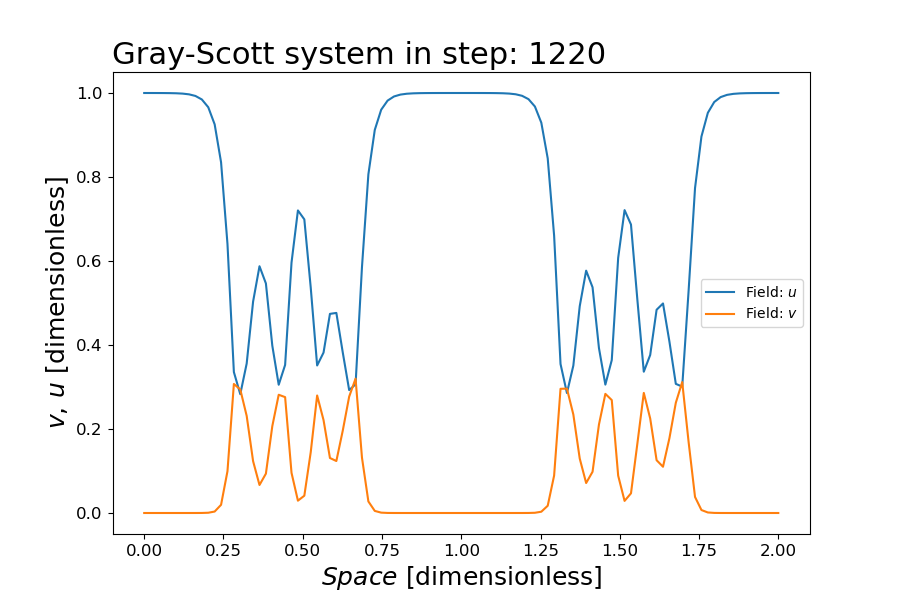 Gray-Scott system in step: 1220
v, u [dimensionless]
1.0
0.8
0.6
0.4
0.2
0.0
Field: u
Field: v
0.00 0.25 0.50 0.75 1.00 1.25 1.50 1.75 2.00
Space [dimensionless]